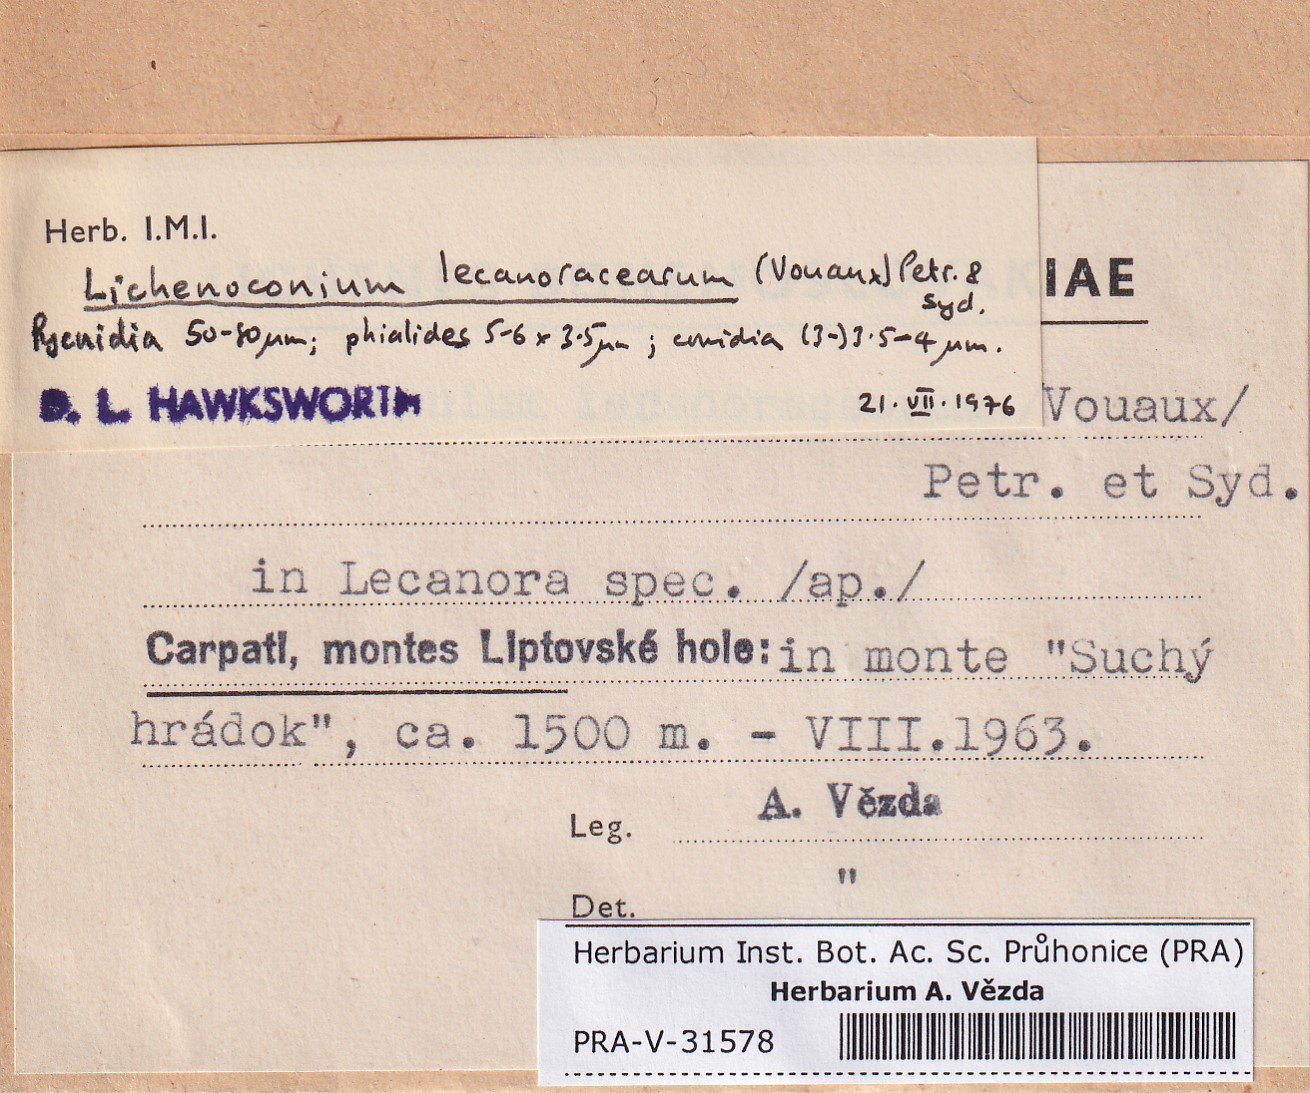 Herb. I.M.I.
Lichenoconium lecanoracearum (Vouaux) Petr. &
Syd.
Pycnidia 50-80 µm; phialides 5-6 x 3·5 µm; conidia (3-)3·5-4 µm.
D. L. HAWKSWORTH
21·VII·1976
IAE
Vouaux/
Petr. et Syd.
in Lecanora spec. /ap./
Carpati, montes Liptovské hole: in monte "Suchý
hrádok", ca. 1500 m. - VIII.1963.
Leg. A. Vězda
Det. "
Herbarium Inst. Bot. Ac. Sc. Průhonice (PRA)
Herbarium A. Vězda
PRA-V-31578